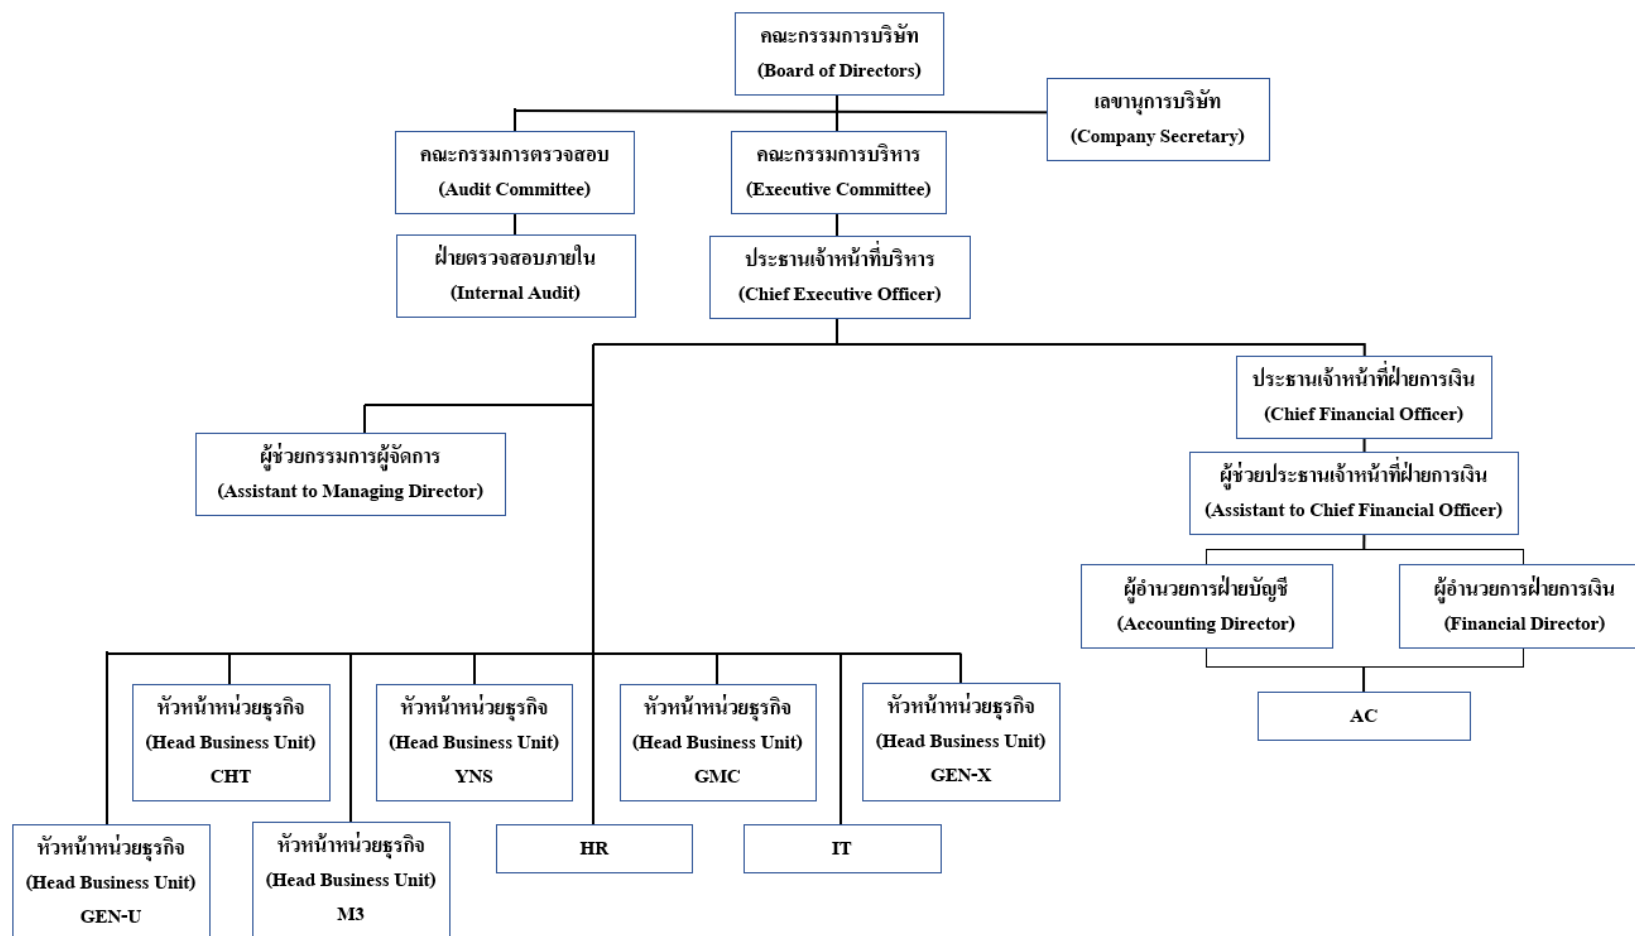 คณะกรรมการบริษัท
(Board of Directors)
เลขานุการบริษัท
(Company Secretary)
คณะกรรมการตรวจสอบ
(Audit Committee)
คณะกรรมการบริหาร
(Executive Committee)
ฝ่ายตรวจสอบภายใน
(Internal Audit)
ประธานเจ้าหน้าที่บริหาร
(Chief Executive Officer)
ประธานเจ้าหน้าที่ฝ่ายการเงิน
(Chief Financial Officer)
ผู้ช่วยกรรมการผู้จัดการ
(Assistant to Managing Director)
ผู้ช่วยประธานเจ้าหน้าที่ฝ่ายการเงิน
(Assistant to Chief Financial Officer)
ผู้อำนวยการฝ่ายบัญชี
(Accounting Director)
ผู้อำนวยการฝ่ายการเงิน
(Financial Director)
AC
หัวหน้าหน่วยธุรกิจ
(Head Business Unit)
CHT
หัวหน้าหน่วยธุรกิจ
(Head Business Unit)
YNS
หัวหน้าหน่วยธุรกิจ
(Head Business Unit)
GMC
หัวหน้าหน่วยธุรกิจ
(Head Business Unit)
GEN-X
หัวหน้าหน่วยธุรกิจ
(Head Business Unit)
GEN-U
หัวหน้าหน่วยธุรกิจ
(Head Business Unit)
M3
HR
IT